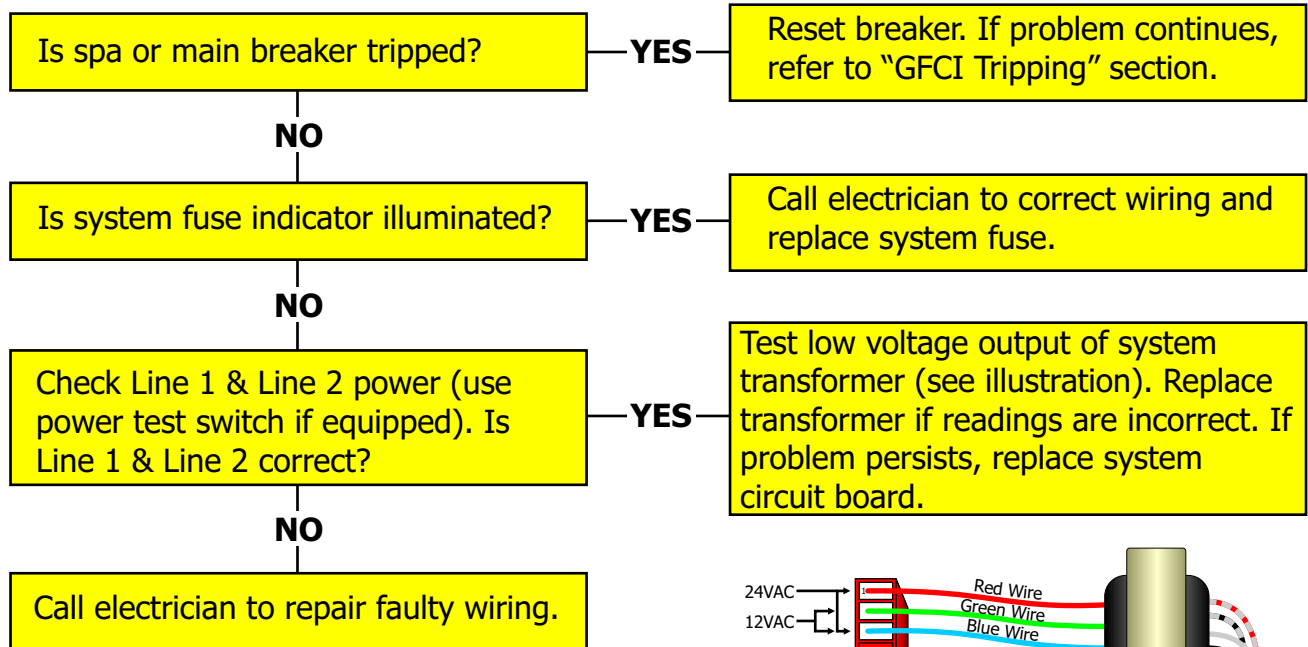 Is spa or main breaker tripped?
YES
Reset breaker. If problem continues,
refer to “GFCI Tripping” section.
NO
Is system fuse indicator illuminated?
YES
Call electrician to correct wiring and
replace system fuse.
NO
Check Line 1 & Line 2 power (use
power test switch if equipped). Is
Line 1 & Line 2 correct?
YES
Test low voltage output of system
transformer (see illustration). Replace
transformer if readings are incorrect. If
problem persists, replace system
circuit board.
NO
Call electrician to repair faulty wiring.
24VAC
12VAC
1
Red Wire
Green Wire
Blue Wire